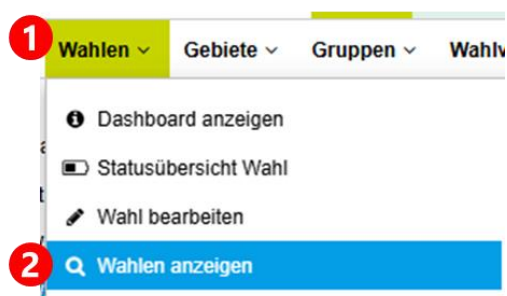 1 Wahlen Gebiete Gruppen
Dashboard anzeigen
Statusübersicht Wahl
Wahl bearbeiten
2 Wahlen anzeigen